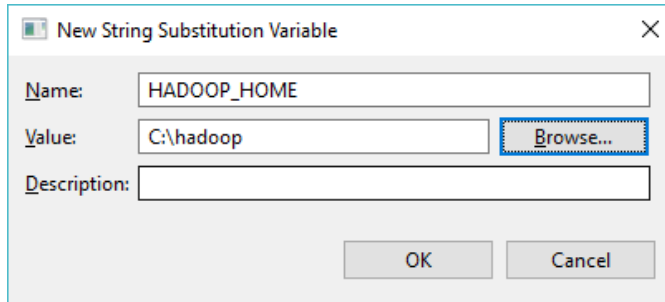 New String Substitution Variable
Name: HADOOP_HOME
Value: C:\hadoop Browse...
Description:
OK Cancel